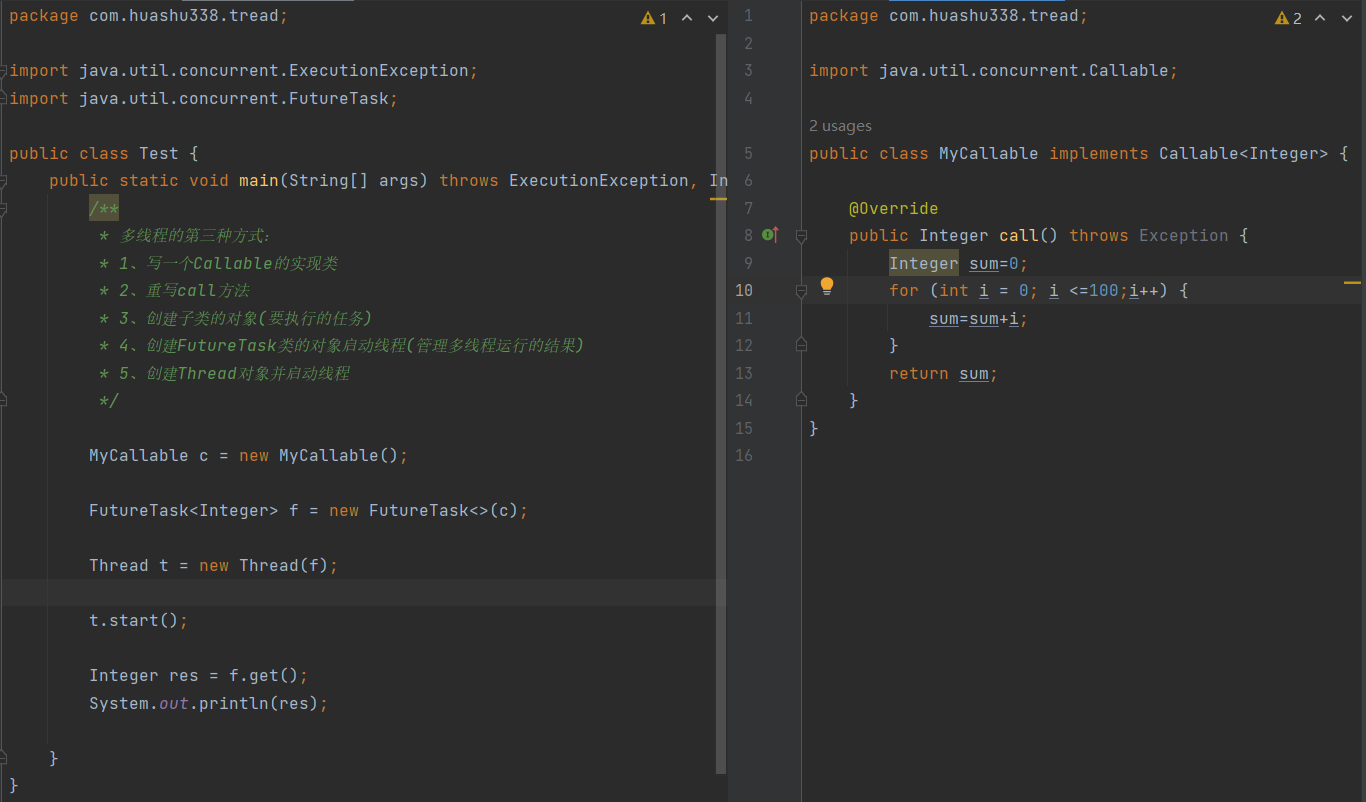 package com.huashu338.tread;
1
import java.util.concurrent.ExecutionException;
import java.util.concurrent.FutureTask;
public class Test {
public static void main(String[] args) throws ExecutionException, In
/**
* 多线程的第三种方式:
* 1、写一个Callable的实现类
* 2、重写call方法
* 3、创建子类的对象(要执行的任务)
* 4、创建FutureTask类的对象启动线程(管理多线程运行的结果)
* 5、创建Thread对象并启动线程
*/
MyCallable c = new MyCallable();
FutureTask<Integer> f = new FutureTask<>(c);
Thread t = new Thread(f);
t.start();
Integer res = f.get();
System.out.println(res);
}
}
1 package com.huashu338.tread;
2
2
3 import java.util.concurrent.Callable;
4
2 usages
5 public class MyCallable implements Callable<Integer> {
6
7 @Override
8 public Integer call() throws Exception {
9 Integer sum=0;
10 for (int i = 0; i <=100;i++) {
11 sum=sum+i;
12 }
13 return sum;
14 }
15 }
16